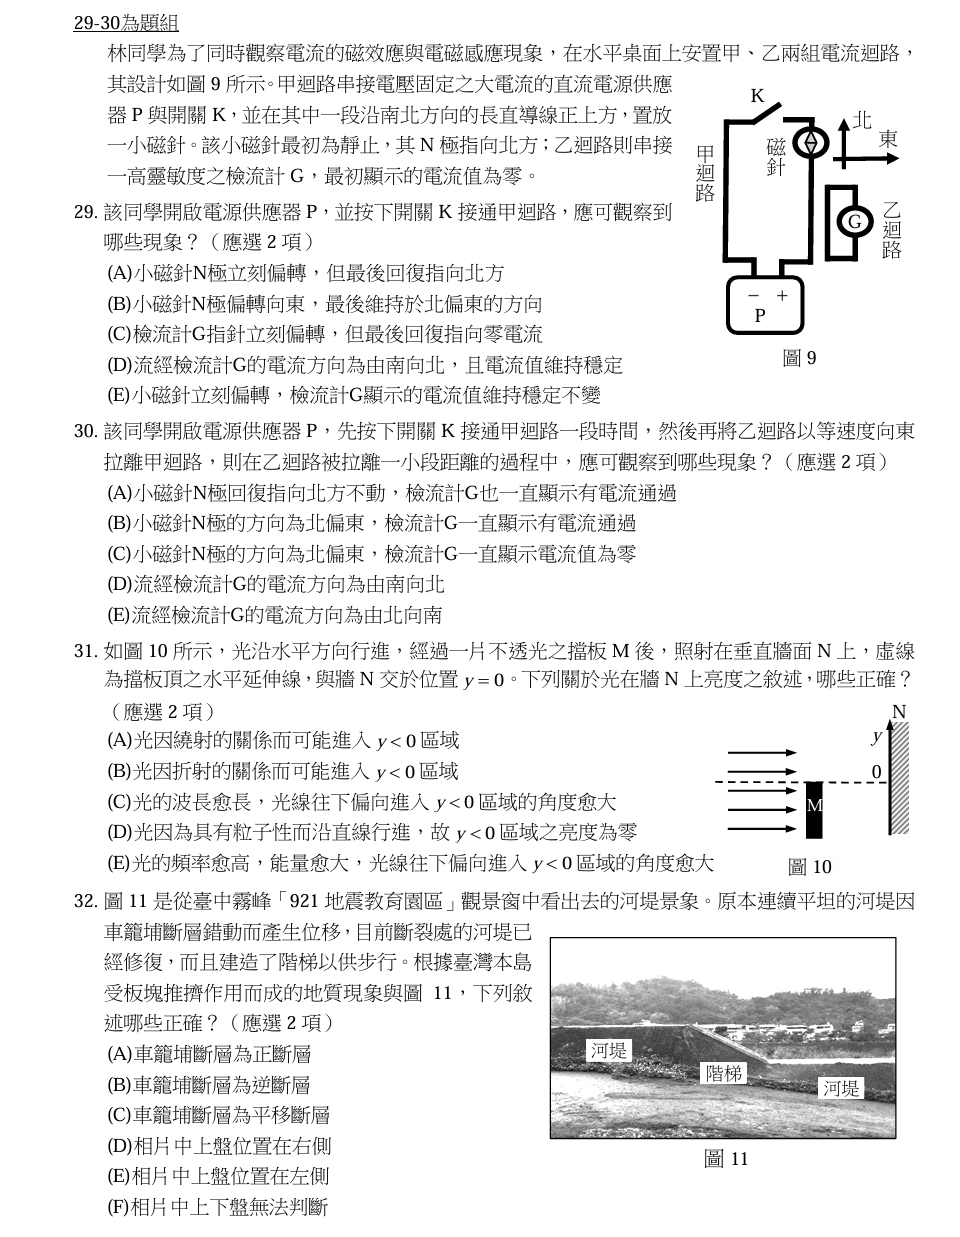 29-30為題組
林同學為了同時觀察電流的磁效應與電磁感應現象，在水平桌面上安置甲、乙兩組電流迴路，
其設計如圖 9 所示。甲迴路串接電壓固定之大電流的直流電源供應
器 P 與開關 K，並在其中一段沿南北方向的長直導線正上方，置放
一小磁針。該小磁針最初為靜止，其 N 極指向北方；乙迴路則串接
一高靈敏度之檢流計 G，最初顯示的電流值為零。
K
北
東
磁針
甲迴路
乙迴路
G
− +
P
圖 9
29. 該同學開啟電源供應器 P，並按下開關 K 接通甲迴路，應可觀察到
哪些現象？（應選 2 項）
(A)小磁針N極立刻偏轉，但最後回復指向北方
(B)小磁針N極偏轉向東，最後維持於北偏東的方向
(C)檢流計G指針立刻偏轉，但最後回復指向零電流
(D)流經檢流計G的電流方向為由南向北，且電流值維持穩定
(E)小磁針立刻偏轉，檢流計G顯示的電流值維持穩定不變
30. 該同學開啟電源供應器 P，先按下開關 K 接通甲迴路一段時間，然後再將乙迴路以等速度向東
拉離甲迴路，則在乙迴路被拉離一小段距離的過程中，應可觀察到哪些現象？（應選 2 項）
(A)小磁針N極回復指向北方不動，檢流計G也一直顯示有電流通過
(B)小磁針N極的方向為北偏東，檢流計G一直顯示有電流通過
(C)小磁針N極的方向為北偏東，檢流計G一直顯示電流值為零
(D)流經檢流計G的電流方向為由南向北
(E)流經檢流計G的電流方向為由北向南
31. 如圖 10 所示，光沿水平方向行進，經過一片不透光之擋板 M 後，照射在垂直牆面 N 上，虛線
為擋板頂之水平延伸線，與牆 N 交於位置 y = 0。下列關於光在牆 N 上亮度之敘述，哪些正確？
（應選 2 項）
(A)光因繞射的關係而可能進入 y < 0 區域
(B)光因折射的關係而可能進入 y < 0 區域
(C)光的波長愈長，光線往下偏向進入 y < 0 區域的角度愈大
(D)光因為具有粒子性而沿直線行進，故 y < 0 區域之亮度為零
(E)光的頻率愈高，能量愈大，光線往下偏向進入 y < 0 區域的角度愈大
N
y
0
M
圖 10
32. 圖 11 是從臺中霧峰「921 地震教育園區」觀景窗中看出去的河堤景象。原本連續平坦的河堤因
車籠埔斷層錯動而產生位移，目前斷裂處的河堤已
經修復，而且建造了階梯以供步行。根據臺灣本島
受板塊推擠作用而成的地質現象與圖 11，下列敘
述哪些正確？（應選 2 項）
(A)車籠埔斷層為正斷層
(B)車籠埔斷層為逆斷層
(C)車籠埔斷層為平移斷層
(D)相片中上盤位置在右側
(E)相片中上盤位置在左側
(F)相片中上下盤無法判斷
河堤
階梯
河堤
圖 11